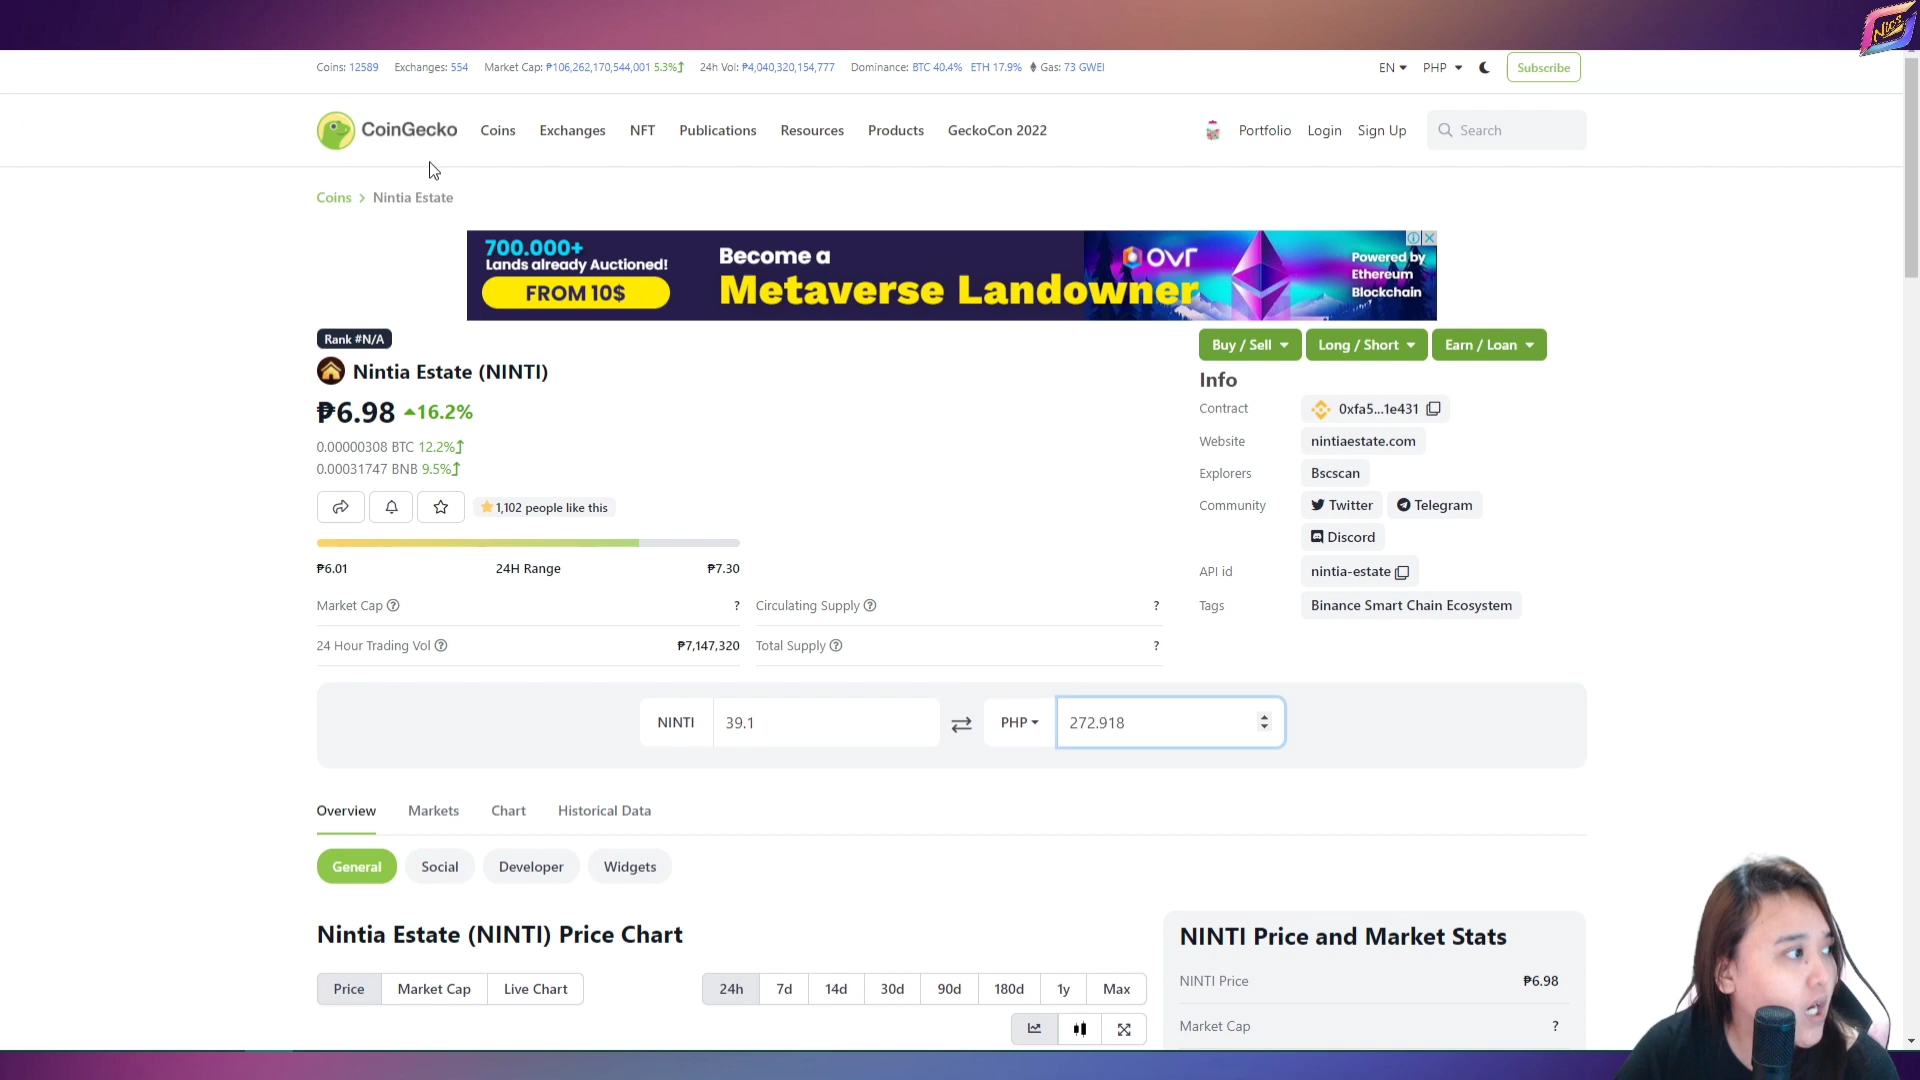 Nics
Coins: 12589 Exchanges: 554 Market Cap: ₱106,262,170,544,001 5.3% 24h Vol: ₱4,040,320,154,777 Dominance: BTC 40.4% ETH 17.9% Gas: 73 GWEI EN PHP Subscribe
CoinGecko Coins Exchanges NFT Publications Resources Products GeckoCon 2022 Portfolio Login Sign Up Search
Coins > Nintia Estate
700.000+
Lands already Auctioned!
FROM 10$
Become a
Metaverse Landowner
ovr
Powered by
Ethereum
Blockchain
Rank #N/A
Buy / Sell Long / Short Earn / Loan
Nintia Estate (NINTI)
₱6.98 16.2%
0.00000308 BTC 12.2%
0.00031747 BNB 9.5%
1,102 people like this
₱6.01 24H Range ₱7.30
Market Cap ? ? Circulating Supply ? ?
24 Hour Trading Vol ? ₱7,147,320 Total Supply ? ?
Info
Contract 0xfa5...1e431
Website nintiaestate.com
Explorers Bscscan
Community Twitter Telegram
Discord
API id nintia-estate
Tags Binance Smart Chain Ecosystem
NINTI 39.1 PHP 272.918
Overview Markets Chart Historical Data
General Social Developer Widgets
Nintia Estate (NINTI) Price Chart
Price Market Cap Live Chart 24h 7d 14d 30d 90d 180d 1y Max
NINTI Price and Market Stats
NINTI Price ₱6.98
Market Cap ?